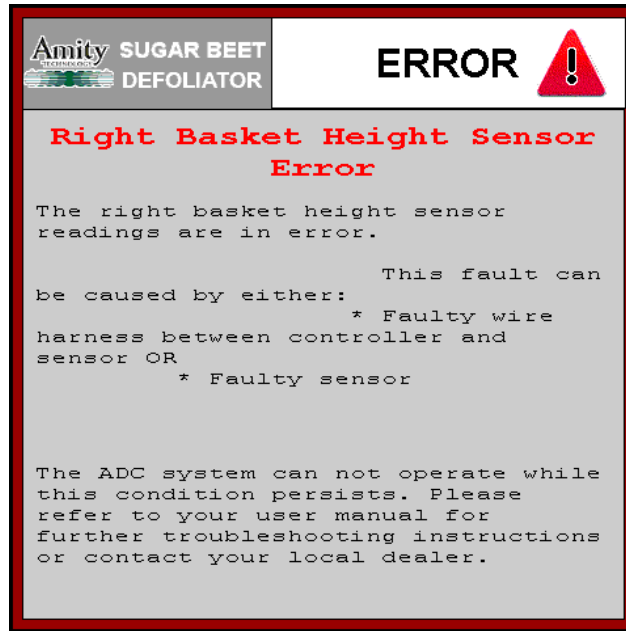 Amity SUGAR BEET
TECHNOLOGY DEFOLIATOR
ERROR !
Right Basket Height Sensor
Error
The right basket height sensor
readings are in error.
This fault can
be caused by either:
* Faulty wire
harness between controller and
sensor OR
* Faulty sensor
The ADC system can not operate while
this condition persists. Please
refer to your user manual for
further troubleshooting instructions
or contact your local dealer.